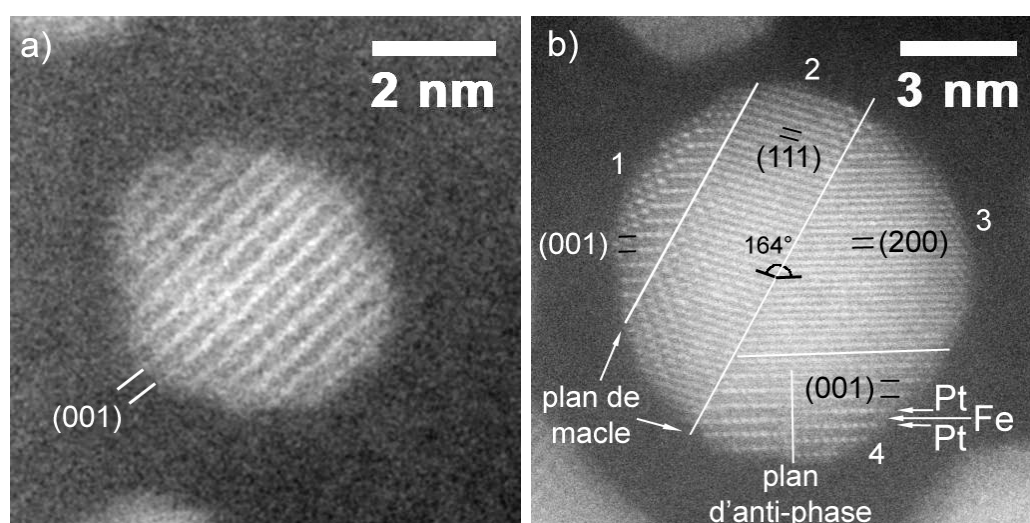 a)
2 nm
(001)
b)
3 nm
2
(111)
1
(001)
164°
(200)
3
plan de
macle
(001)
Pt
Fe
Pt
4
plan
d'anti-phase